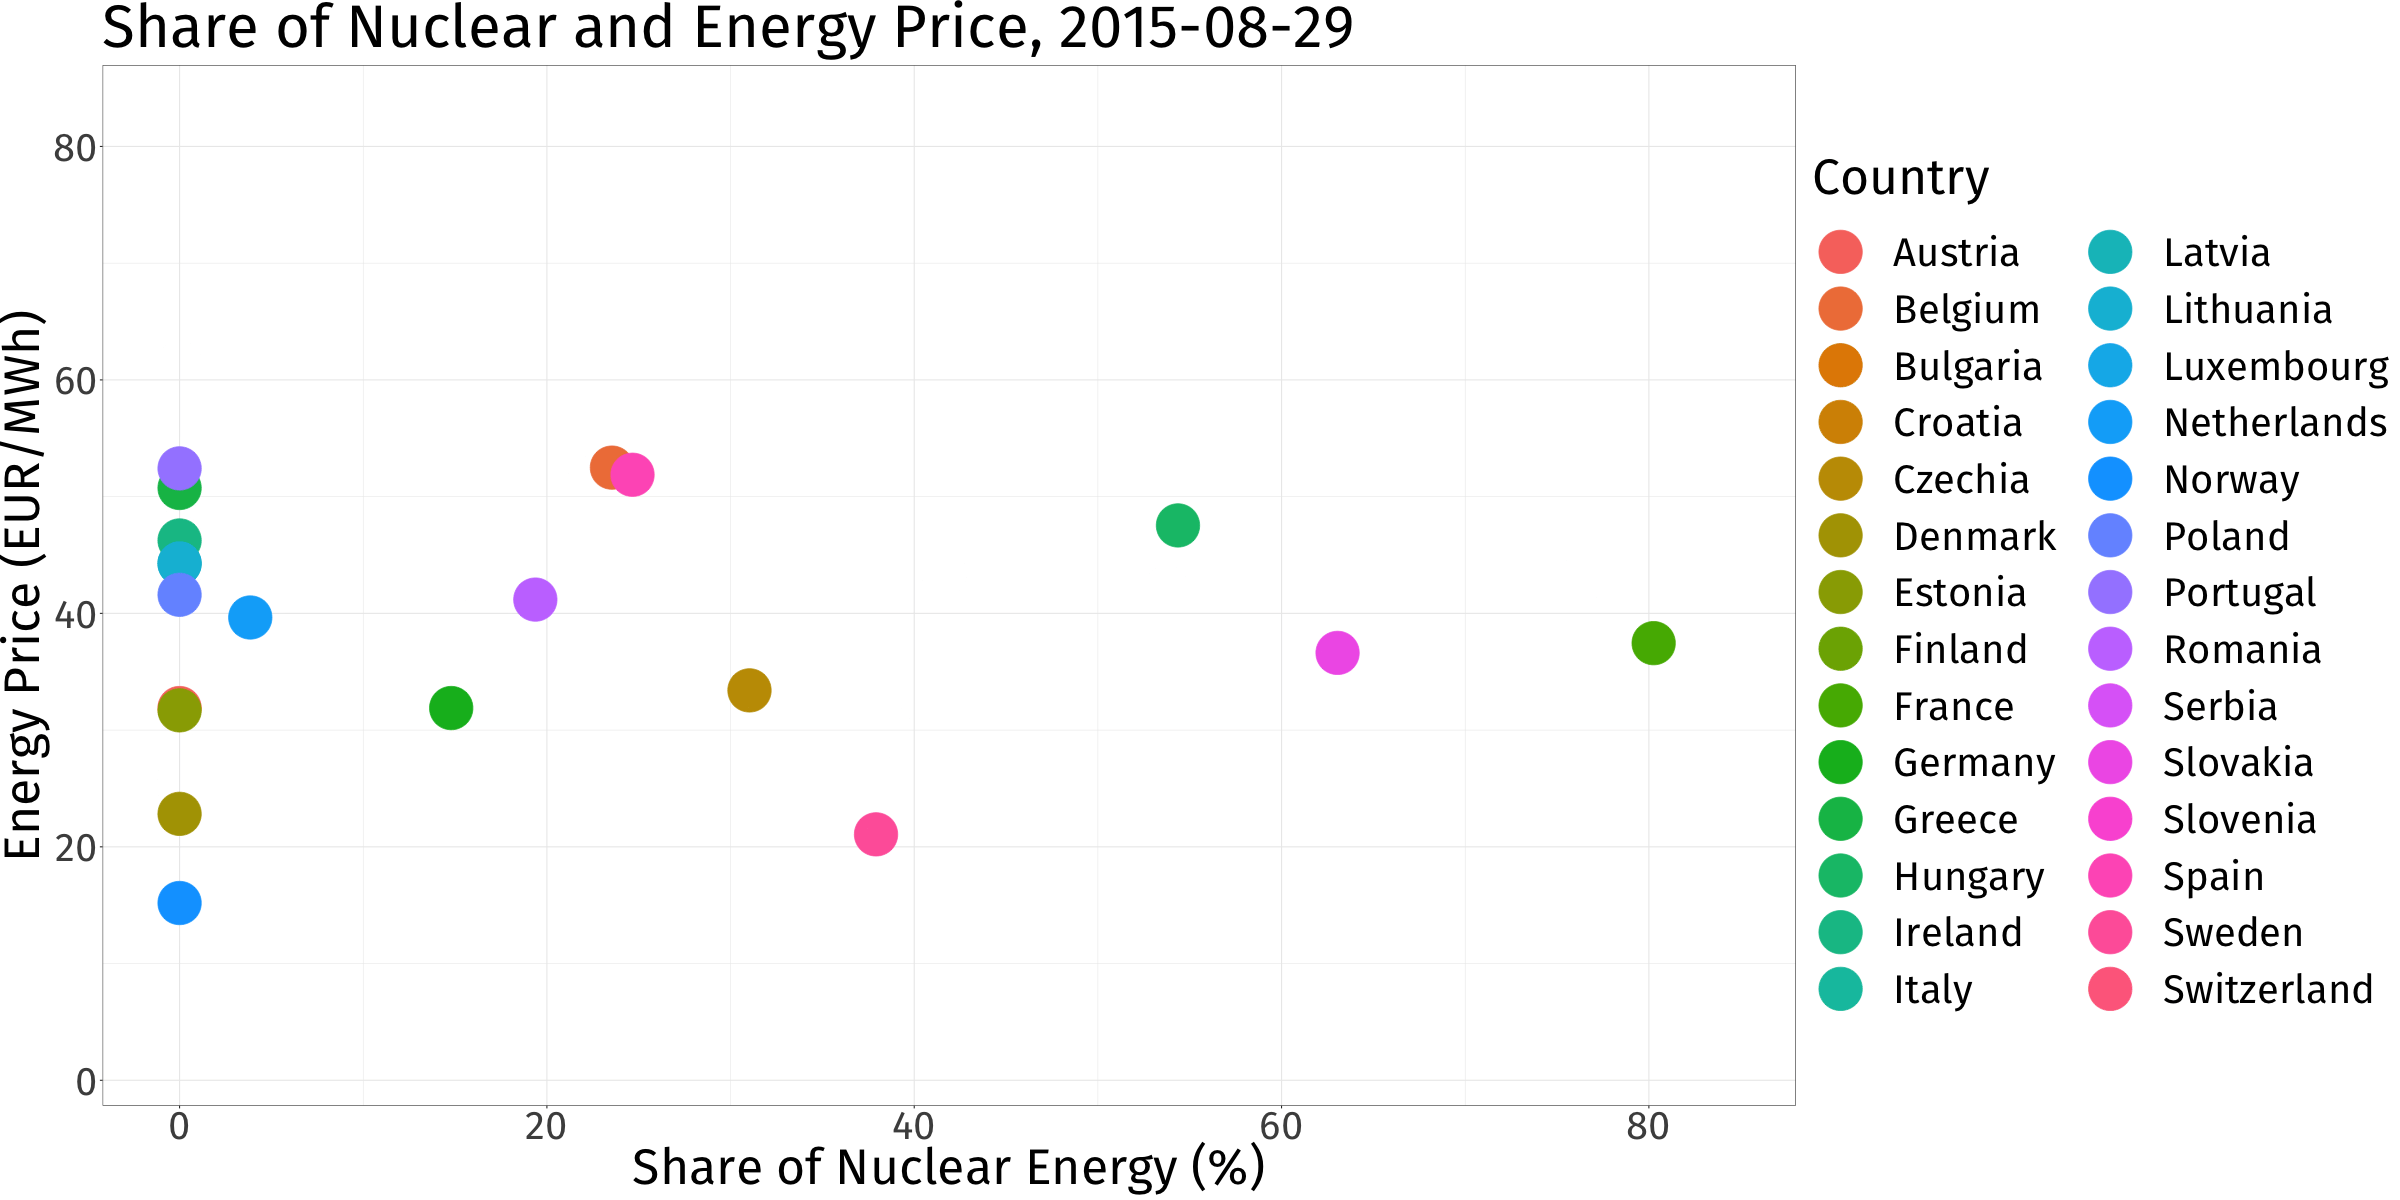 Share of Nuclear and Energy Price, 2015-08-29
Energy Price (EUR/MWh)
80
60
40
20
0
0 20 40 60 80
Share of Nuclear Energy (%)
Country
Austria
Belgium
Bulgaria
Croatia
Czechia
Denmark
Estonia
Finland
France
Germany
Greece
Hungary
Ireland
Italy
Latvia
Lithuania
Luxembourg
Netherlands
Norway
Poland
Portugal
Romania
Serbia
Slovakia
Slovenia
Spain
Sweden
Switzerland